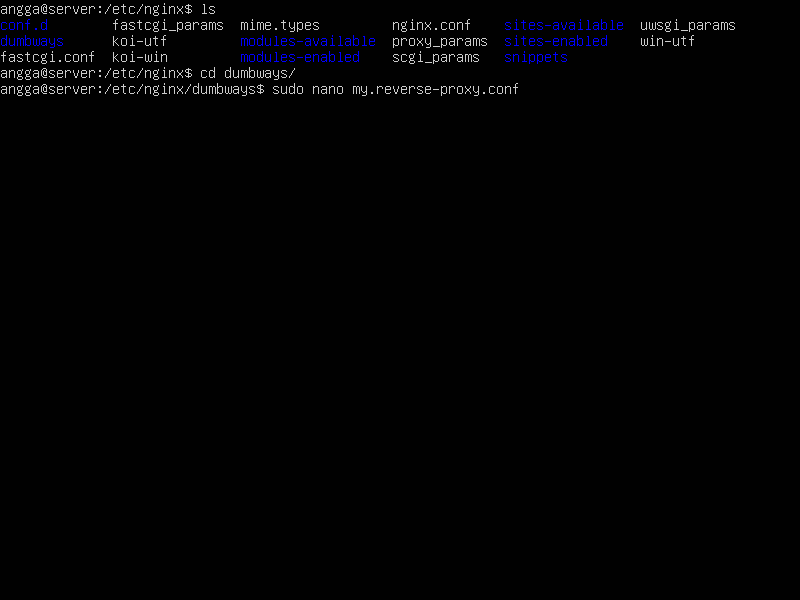 angga@server:/etc/nginx$ ls
conf.d        fastcgi_params  mime.types         nginx.conf    sites-available  uwsgi_params
dumbways      koi-utf         modules-available  proxy_params  sites-enabled    win-utf
fastcgi.conf  koi-win         modules-enabled    scgi_params   snippets
angga@server:/etc/nginx$ cd dumbways/
angga@server:/etc/nginx/dumbways$ sudo nano my.reverse-proxy.conf